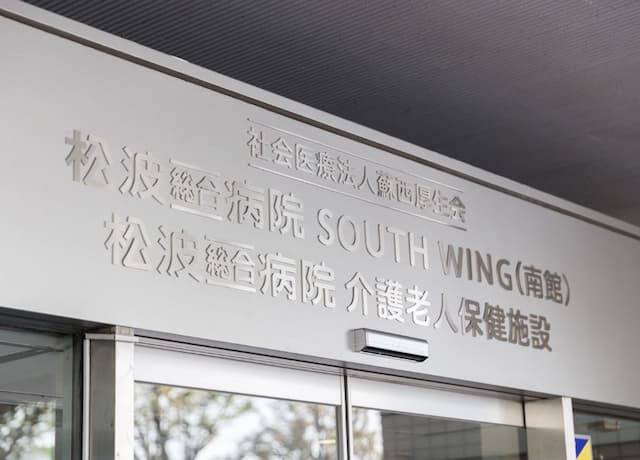 社会医療法人蘇西厚生会
松波総合病院 SOUTH WING(南館)
松波総合病院 介護老人保健施設